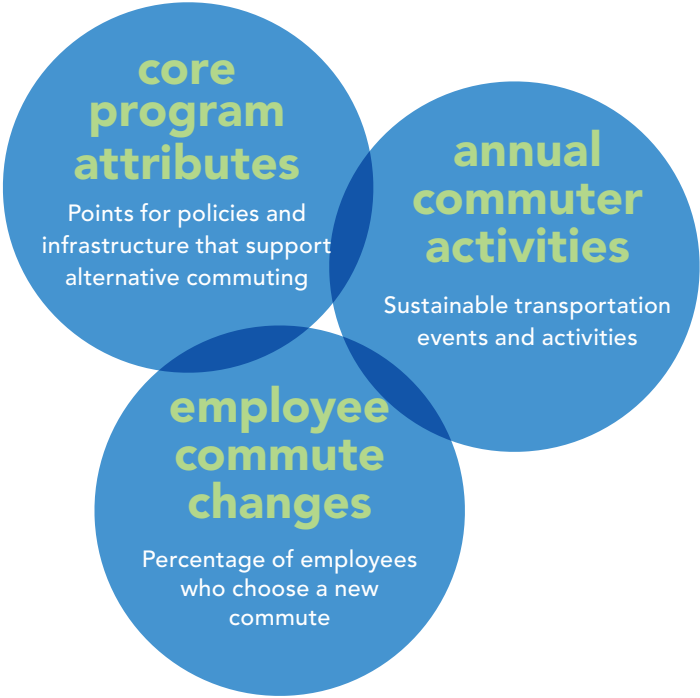 core
program
attributes
Points for policies and
infrastructure that support
alternative commuting
annual
commuter
activities
Sustainable transportation
events and activities
employee
commute
changes
Percentage of employees
who choose a new
commute